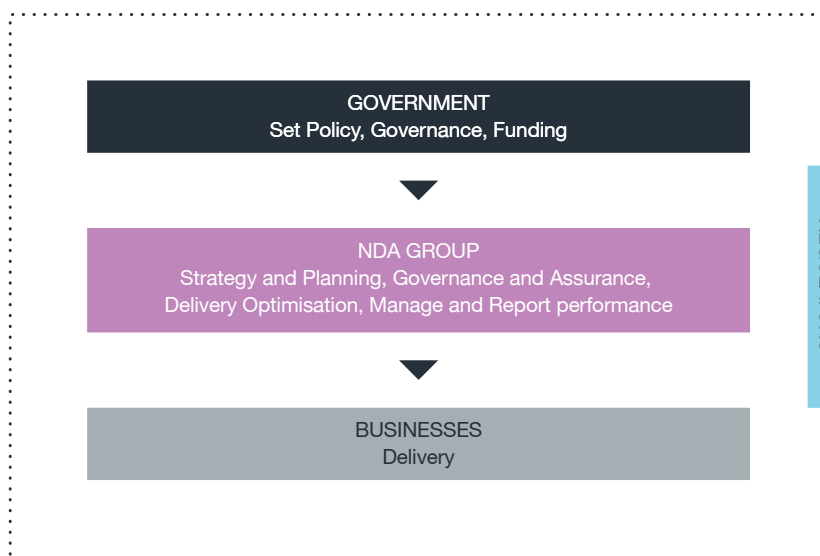 GOVERNMENT
Set Policy, Governance, Funding
NDA GROUP
Strategy and Planning, Governance and Assurance,
Delivery Optimisation, Manage and Report performance
BUSINESSES
Delivery